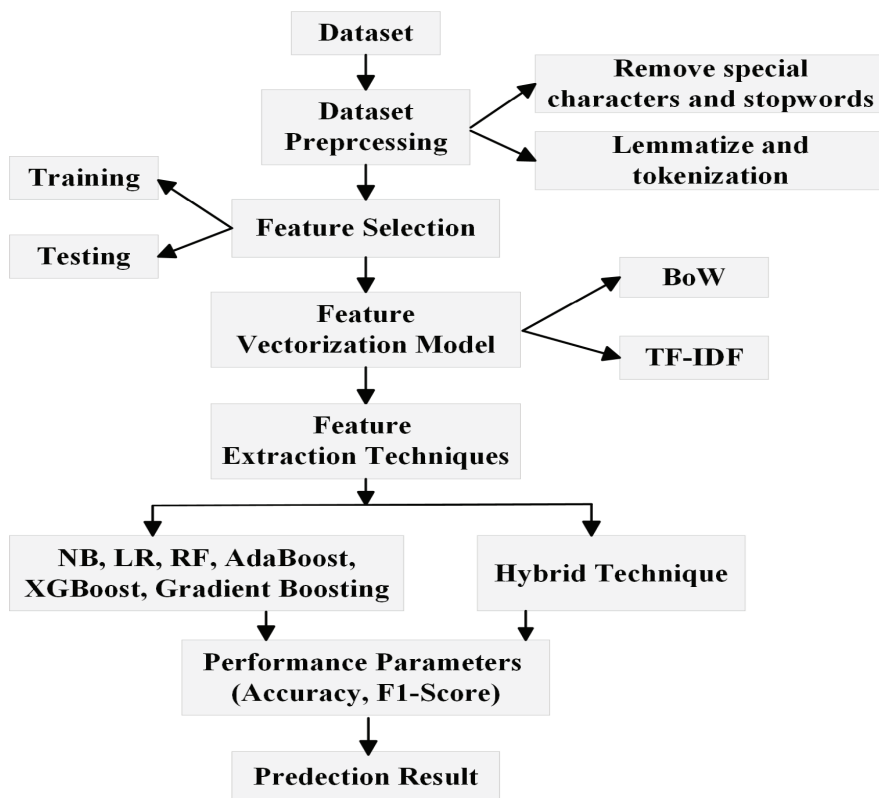 Dataset
Dataset
Preprcessing
Remove special
characters and stopwords
Lemmatize and
tokenization
Training
Testing
Feature Selection
Feature
Vectorization Model
BoW
TF-IDF
Feature
Extraction Techniques
NB, LR, RF, AdaBoost,
XGBoost, Gradient Boosting
Hybrid Technique
Performance Parameters
(Accuracy, F1-Score)
Predection Result